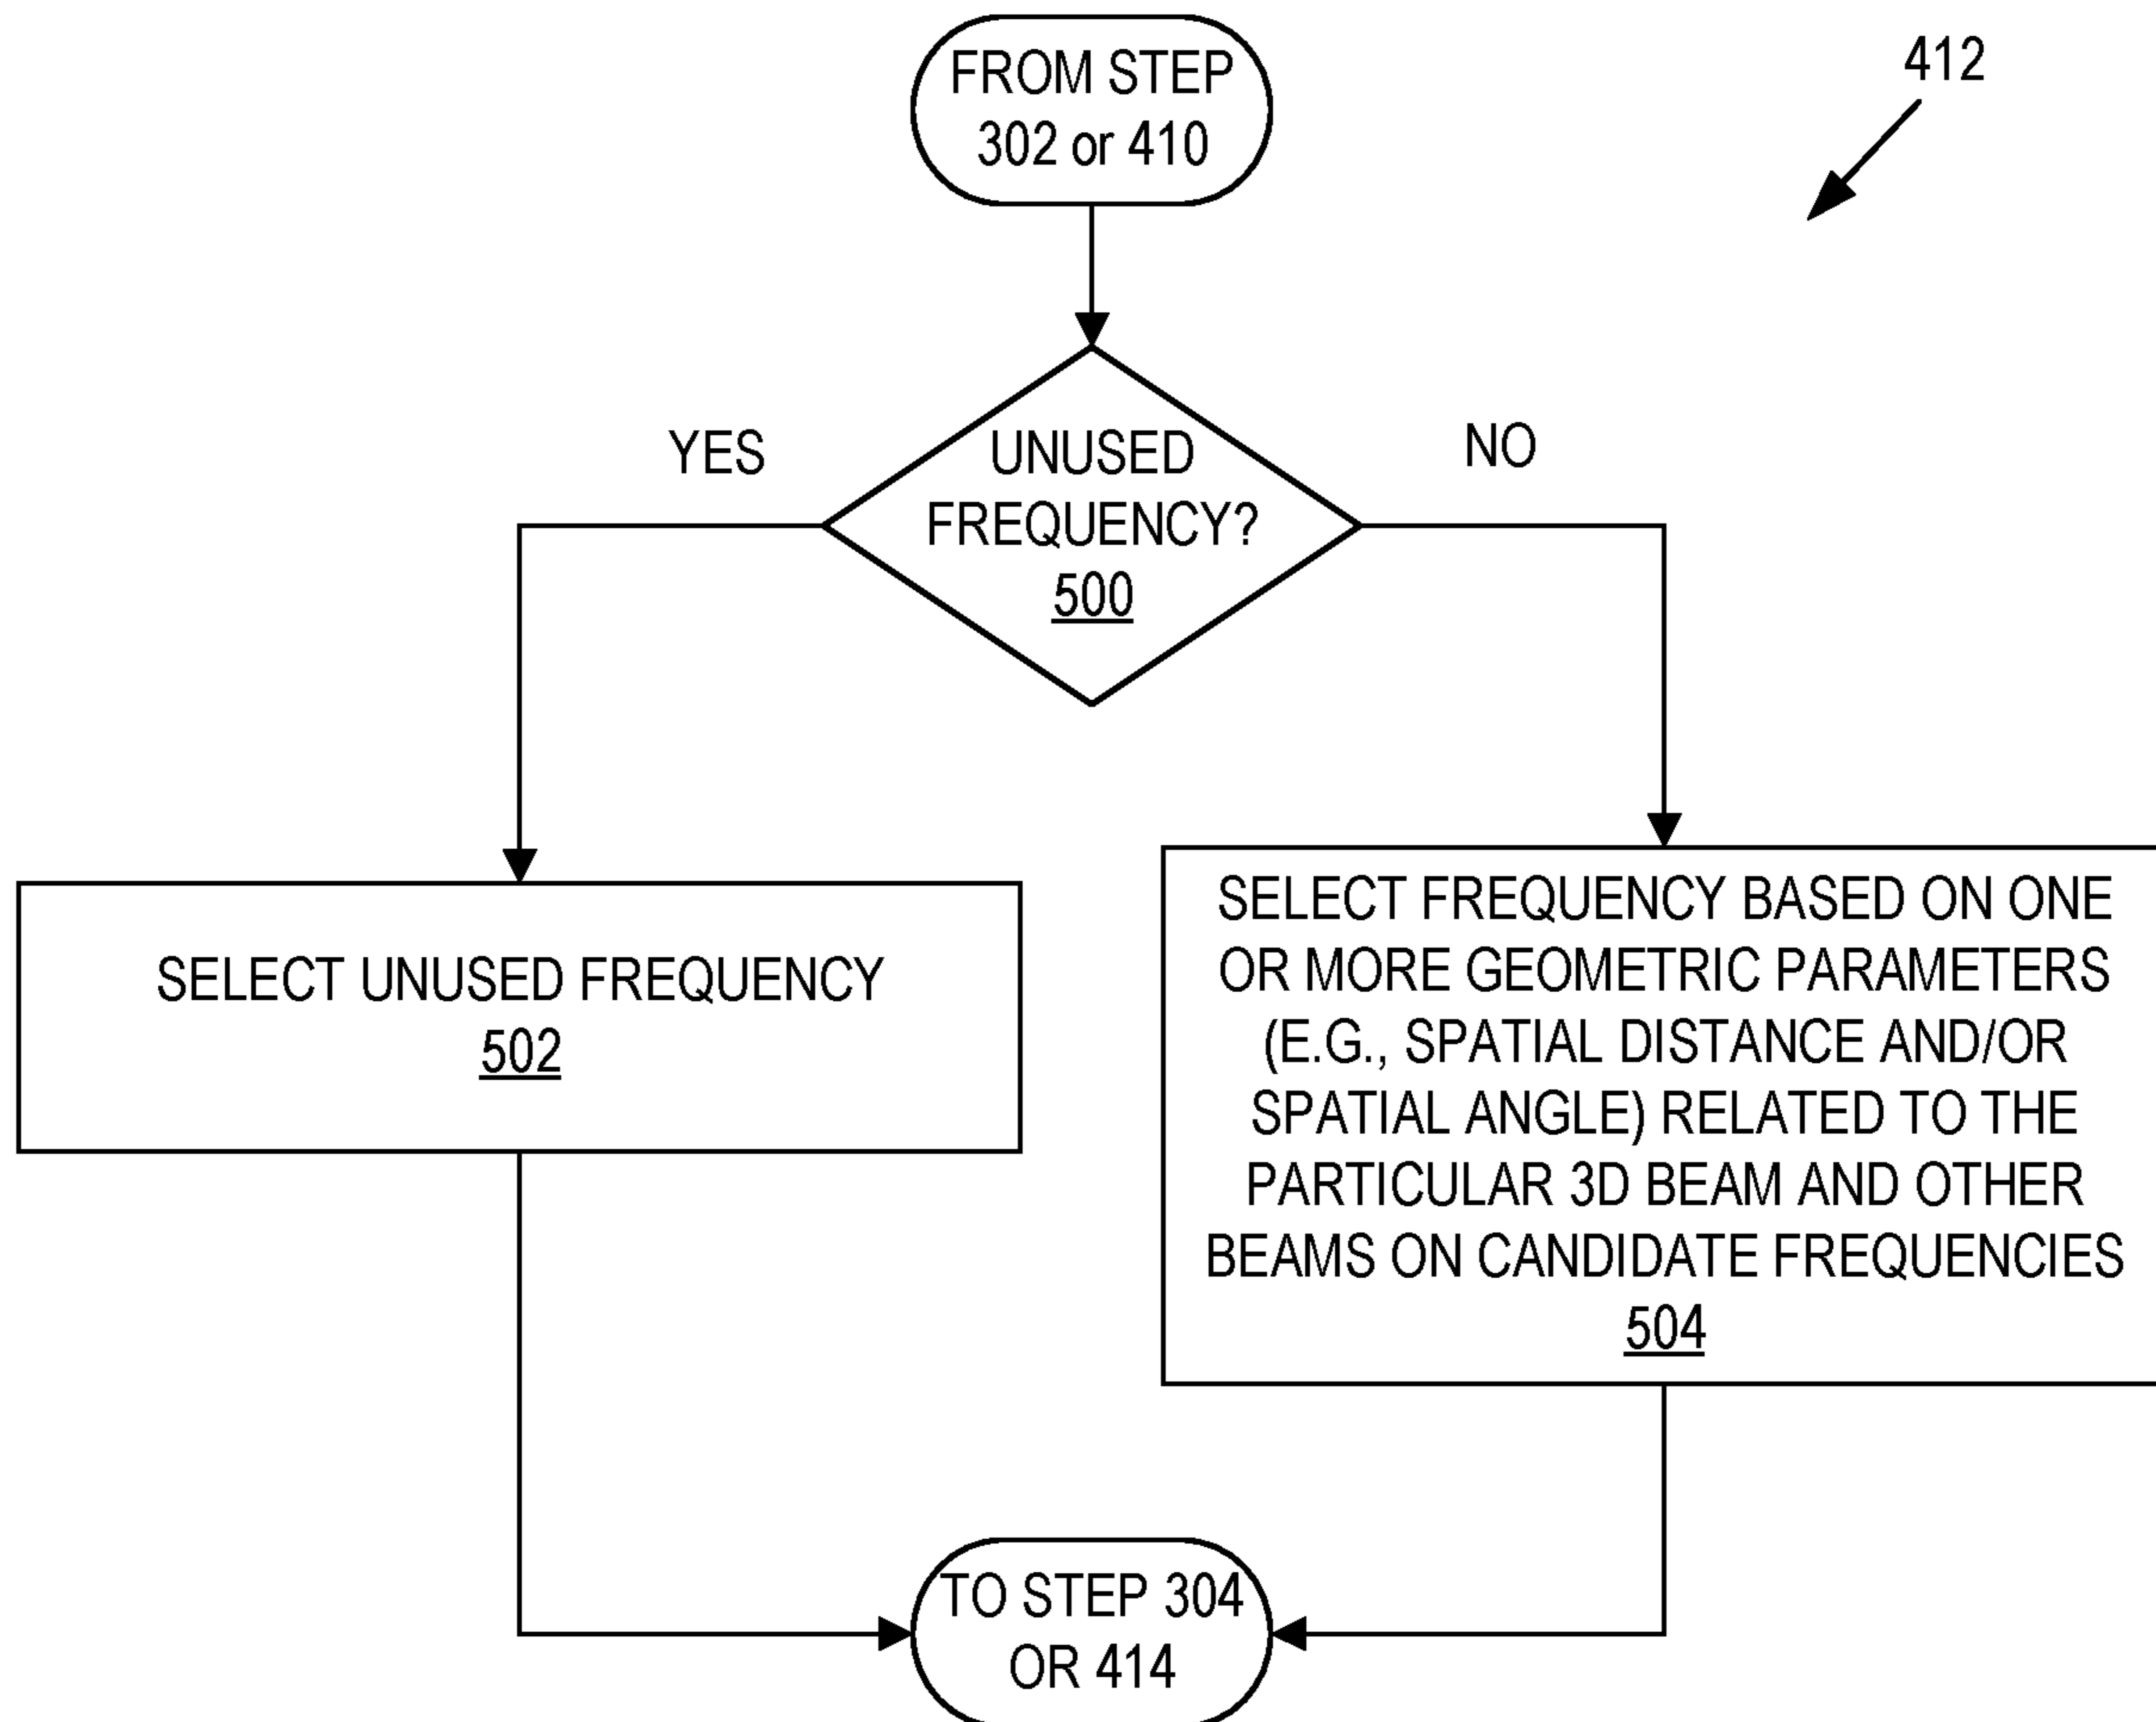 FROM STEP
302 or 410
412
YES
UNUSED
FREQUENCY?
500
NO
SELECT UNUSED FREQUENCY
502
SELECT FREQUENCY BASED ON ONE
OR MORE GEOMETRIC PARAMETERS
(E.G., SPATIAL DISTANCE AND/OR
SPATIAL ANGLE) RELATED TO THE
PARTICULAR 3D BEAM AND OTHER
BEAMS ON CANDIDATE FREQUENCIES
504
TO STEP 304
OR 414